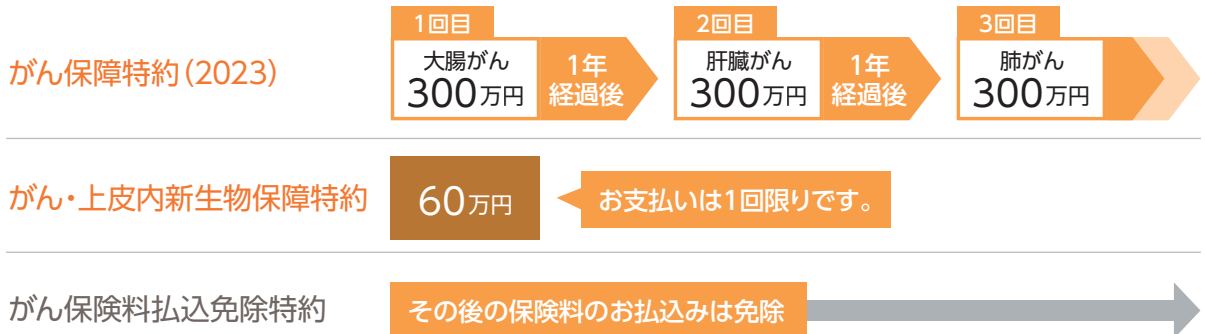 がん保障特約(2023)
1回目
大腸がん
300万円
1年
経過後
2回目
肝臓がん
300万円
1年
経過後
3回目
肺がん
300万円
がん・上皮内新生物保障特約
60万円
お支払いは1回限りです。
がん保険料払込免除特約
その後の保険料のお払込みは免除